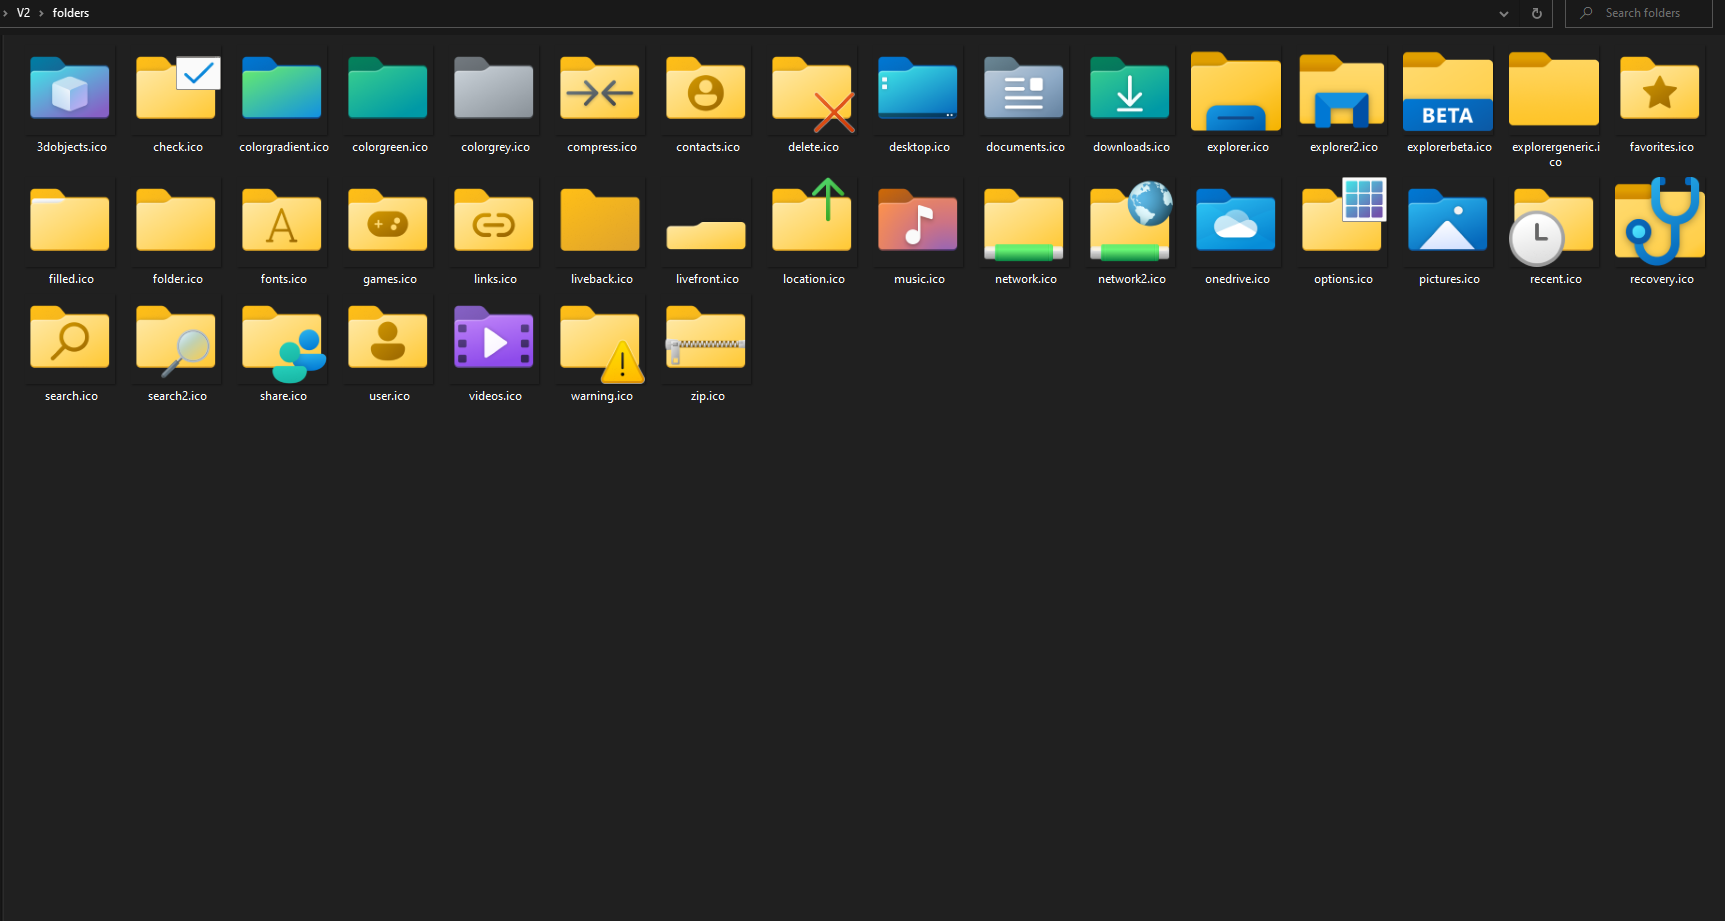 V2 > folders
Search folders
BETA
3dobjects.ico
check.ico
colorgradient.ico
colorgreen.ico
colorgrey.ico
compress.ico
contacts.ico
delete.ico
desktop.ico
documents.ico
downloads.ico
explorer.ico
explorer2.ico
explorerbeta.ico
explorergeneric.i
co
favorites.ico
A
filled.ico
folder.ico
fonts.ico
games.ico
links.ico
liveback.ico
livefront.ico
location.ico
music.ico
network.ico
network2.ico
onedrive.ico
options.ico
pictures.ico
recent.ico
recovery.ico
search.ico
search2.ico
share.ico
user.ico
videos.ico
warning.ico
zip.ico